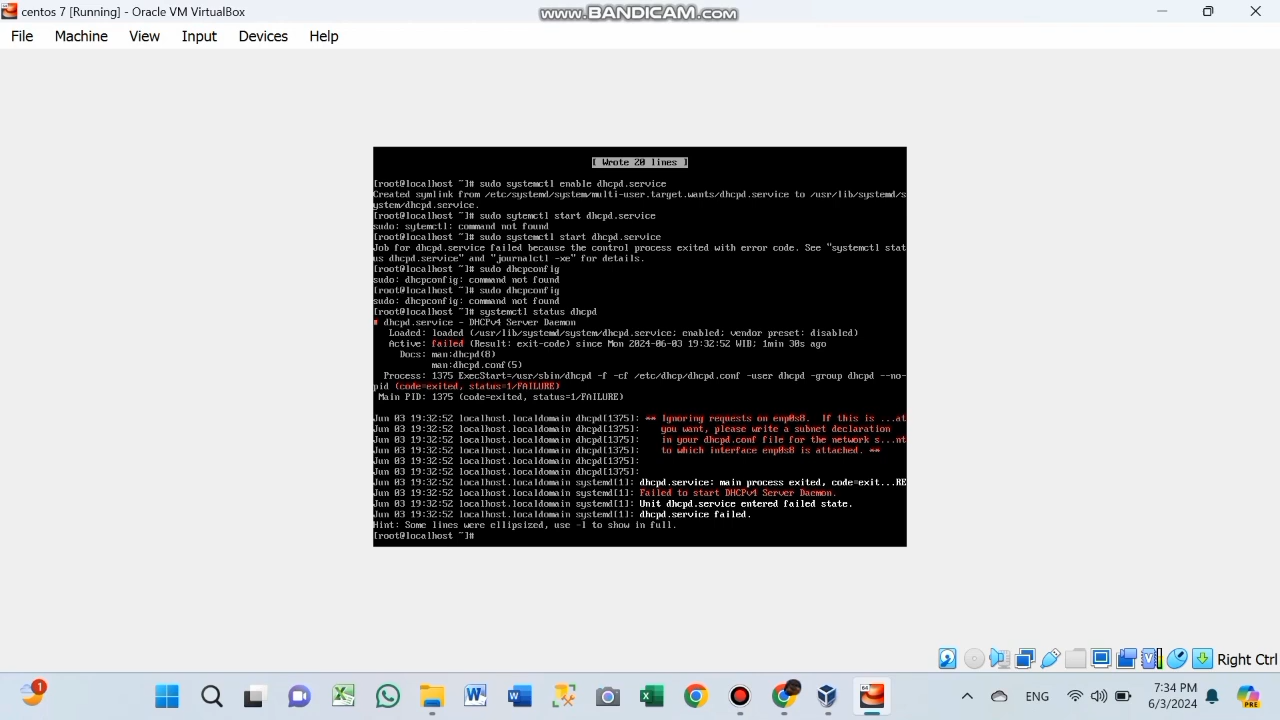 centos 7 [Running] - Oracle VM VirtualBox
www.BANDICAM.com
File Machine View Input Devices Help
[ Wrote 20 lines ]
[root@localhost ~]# sudo systemctl enable dhcpd.service
Created symlink from /etc/systemd/system/multi-user.target.wants/dhcpd.service to /usr/lib/systemd/s
ystem/dhcpd.service.
[root@localhost ~]# sudo sytemctl start dhcpd.service
sudo: sytemctl: command not found
[root@localhost ~]# sudo systemctl start dhcpd.service
Job for dhcpd.service failed because the control process exited with error code. See "systemctl stat
us dhcpd.service" and "journalctl -xe" for details.
[root@localhost ~]# sudo dhcpconfig
sudo: dhcpconfig: command not found
[root@localhost ~]# sudo dhcpconfig
sudo: dhcpconfig: command not found
[root@localhost ~]# systemctl status dhcpd
dhcpd.service - DHCPv4 Server Daemon
Loaded: loaded (/usr/lib/systemd/system/dhcpd.service; enabled; vendor preset: disabled)
Active: failed (Result: exit-code) since Mon 2024-06-03 19:32:52 WIB; 1min 30s ago
Docs: man:dhcpd(8)
man:dhcpd.conf(5)
Process: 1375 ExecStart=/usr/sbin/dhcpd -f -cf /etc/dhcp/dhcpd.conf -user dhcpd -group dhcpd --no-
pid (code=exited, status=1/FAILURE)
Main PID: 1375 (code=exited, status=1/FAILURE)
Jun 03 19:32:52 localhost.localdomain dhcpd[1375]: ** Ignoring requests on enp0s8.  If this is ...at
Jun 03 19:32:52 localhost.localdomain dhcpd[1375]:    you want, please write a subnet declaration
Jun 03 19:32:52 localhost.localdomain dhcpd[1375]:    in your dhcpd.conf file for the network s...nt
Jun 03 19:32:52 localhost.localdomain dhcpd[1375]:    to which interface enp0s8 is attached. **
Jun 03 19:32:52 localhost.localdomain dhcpd[1375]:
Jun 03 19:32:52 localhost.localdomain dhcpd[1375]:
Jun 03 19:32:52 localhost.localdomain systemd[1]: dhcpd.service: main process exited, code=exit...RE
Jun 03 19:32:52 localhost.localdomain systemd[1]: Failed to start DHCPv4 Server Daemon.
Jun 03 19:32:52 localhost.localdomain systemd[1]: Unit dhcpd.service entered failed state.
Jun 03 19:32:52 localhost.localdomain systemd[1]: dhcpd.service failed.
Hint: Some lines were ellipsized, use -l to show in full.
[root@localhost ~]#
Right Ctrl
1
ENG
7:34 PM
6/3/2024
PRE